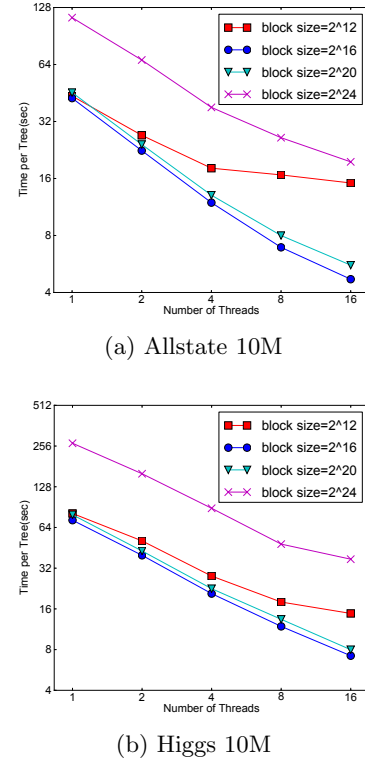 128
64
32
16
8
4
Time per Tree(sec)
block size=2^12
block size=2^16
block size=2^20
block size=2^24
1 2 4 8 16
Number of Threads
(a) Allstate 10M
512
256
128
64
32
16
8
4
Time per Tree(sec)
block size=2^12
block size=2^16
block size=2^20
block size=2^24
1 2 4 8 16
Number of Threads
(b) Higgs 10M